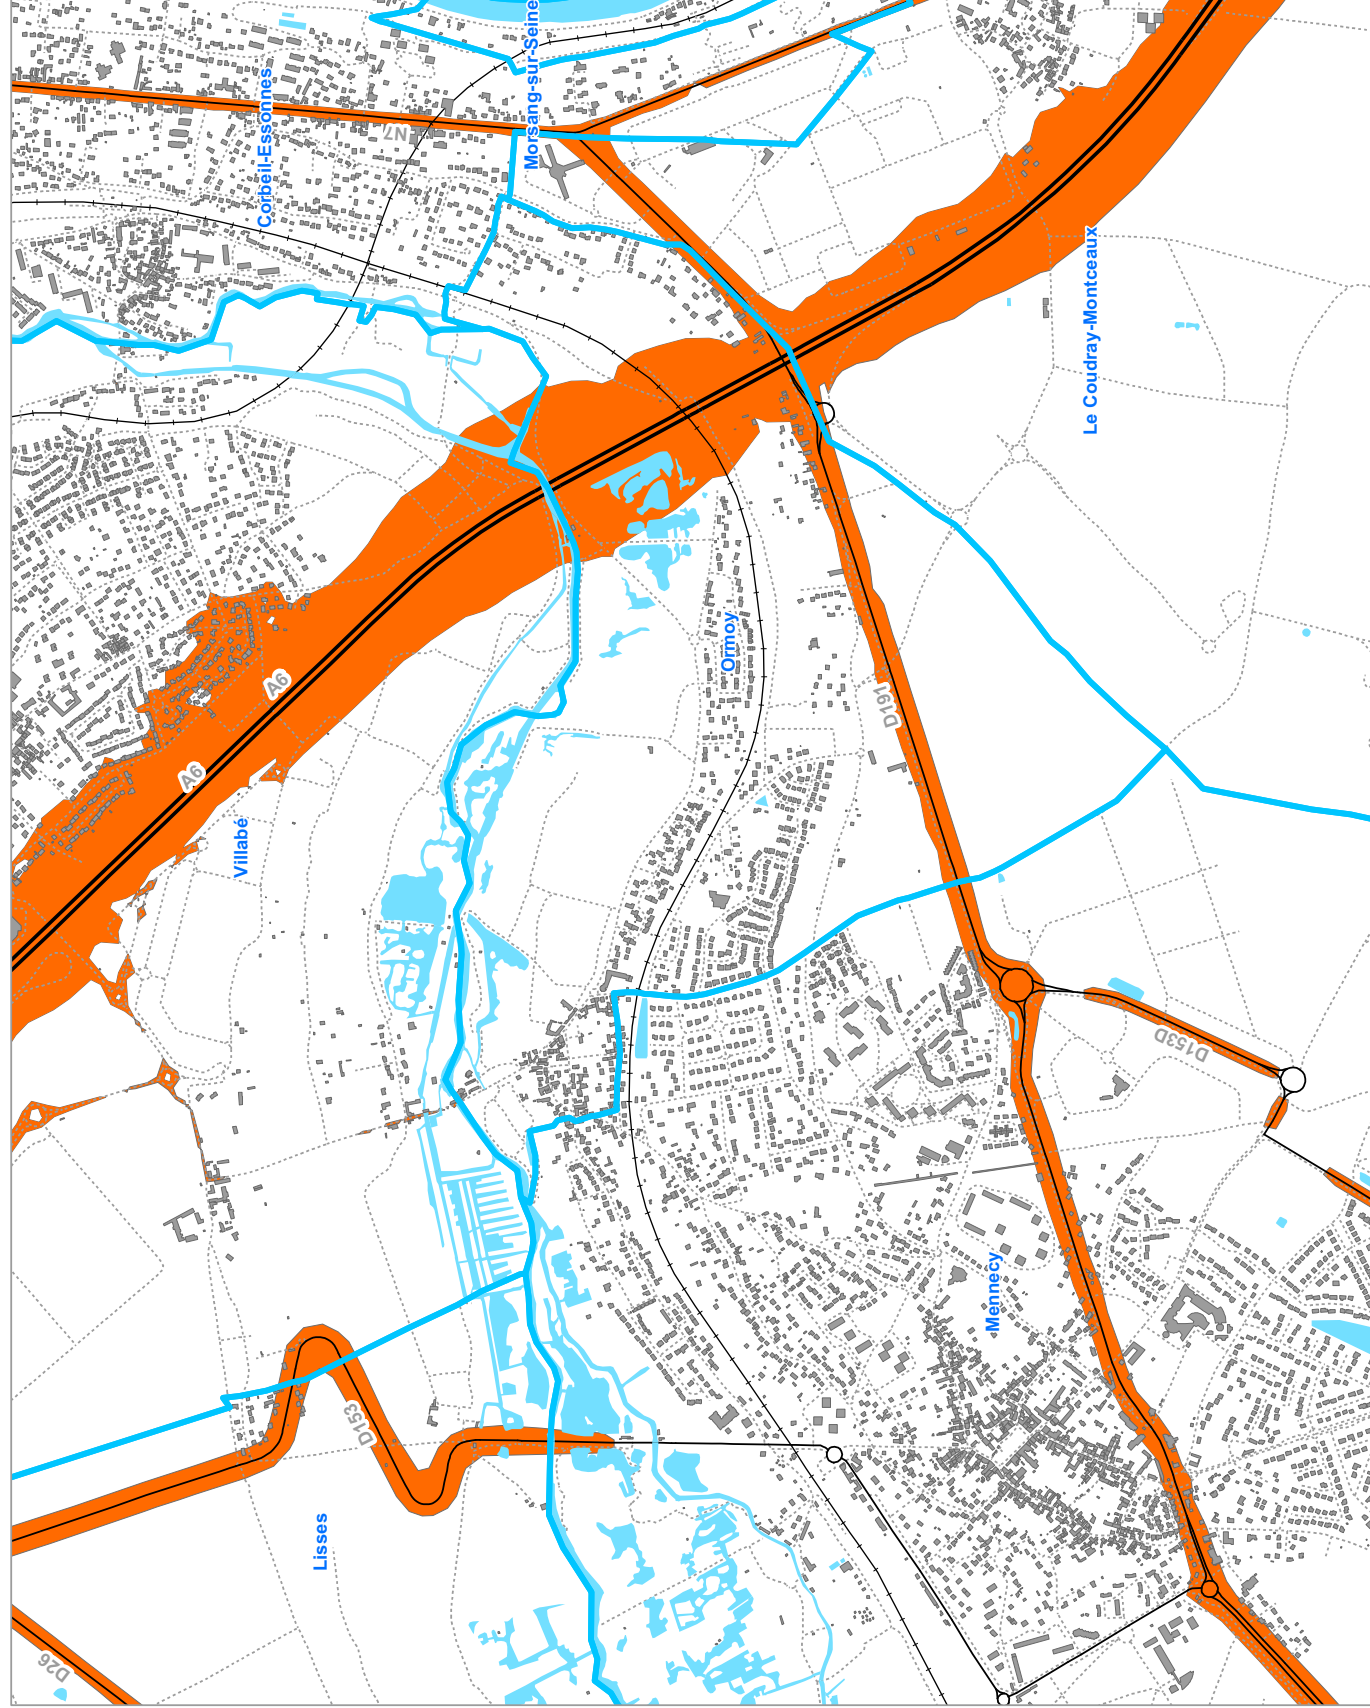 Corbeil-Essonnes
Morsang-sur-Seine
N7
Le Coudray-Montceaux
A6
A6
Ormoy
D191
Villabé
D153D
Mennecy
D153
Lisses
D26